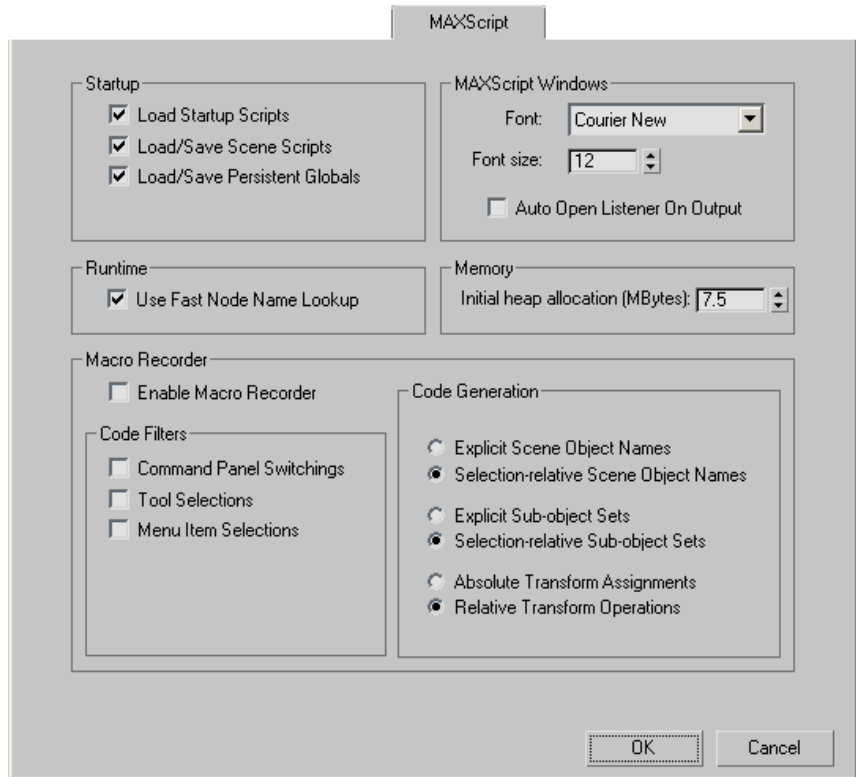 MAXScript
Startup
Load Startup Scripts
Load/Save Scene Scripts
Load/Save Persistent Globals
MAXScript Windows
Font: Courier New
Font size: 12
Auto Open Listener On Output
Runtime
Use Fast Node Name Lookup
Memory
Initial heap allocation (MBytes): 7.5
Macro Recorder
Enable Macro Recorder
Code Filters
Command Panel Switchings
Tool Selections
Menu Item Selections
Code Generation
Explicit Scene Object Names
Selection-relative Scene Object Names
Explicit Sub-object Sets
Selection-relative Sub-object Sets
Absolute Transform Assignments
Relative Transform Operations
OK
Cancel